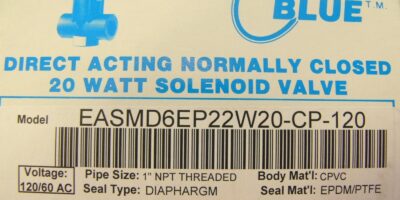 BLUE T.M.
DIRECT ACTING NORMALLY CLOSED
20 WATT SOLENOID VALVE
Model EASMD6EP22W20-CP-120
Voltage: Pipe Size: 1" NPT THREADED Body Mat'l: CPVC
120/60 AC Seal Type: DIAPHARGM Seal Mat'l: EPDM/PTFE